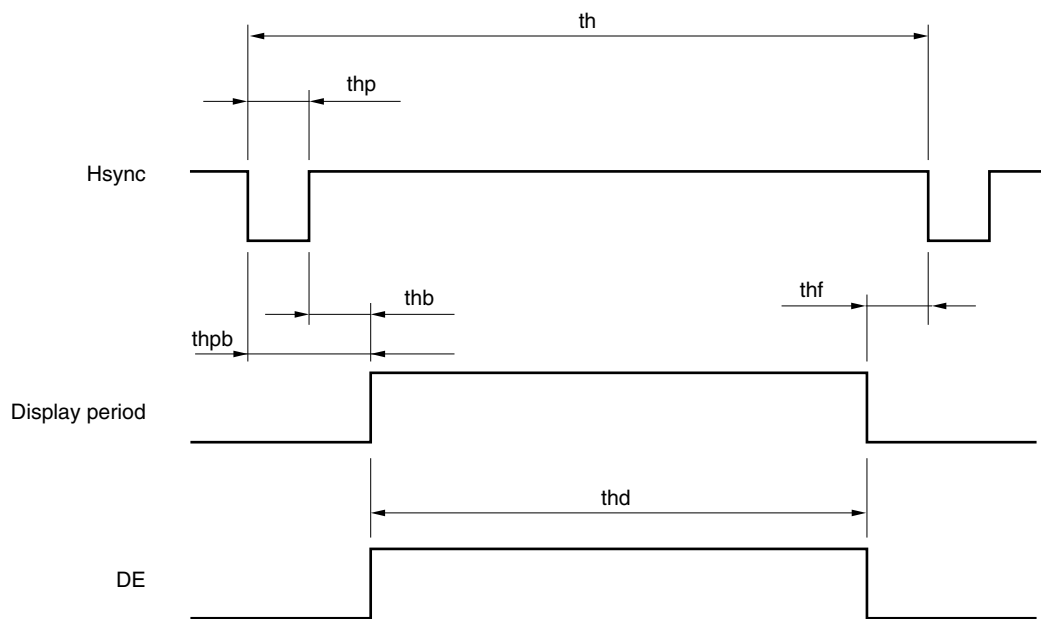 th
thp
Hsync
thb
thf
thpb
Display period
thd
DE